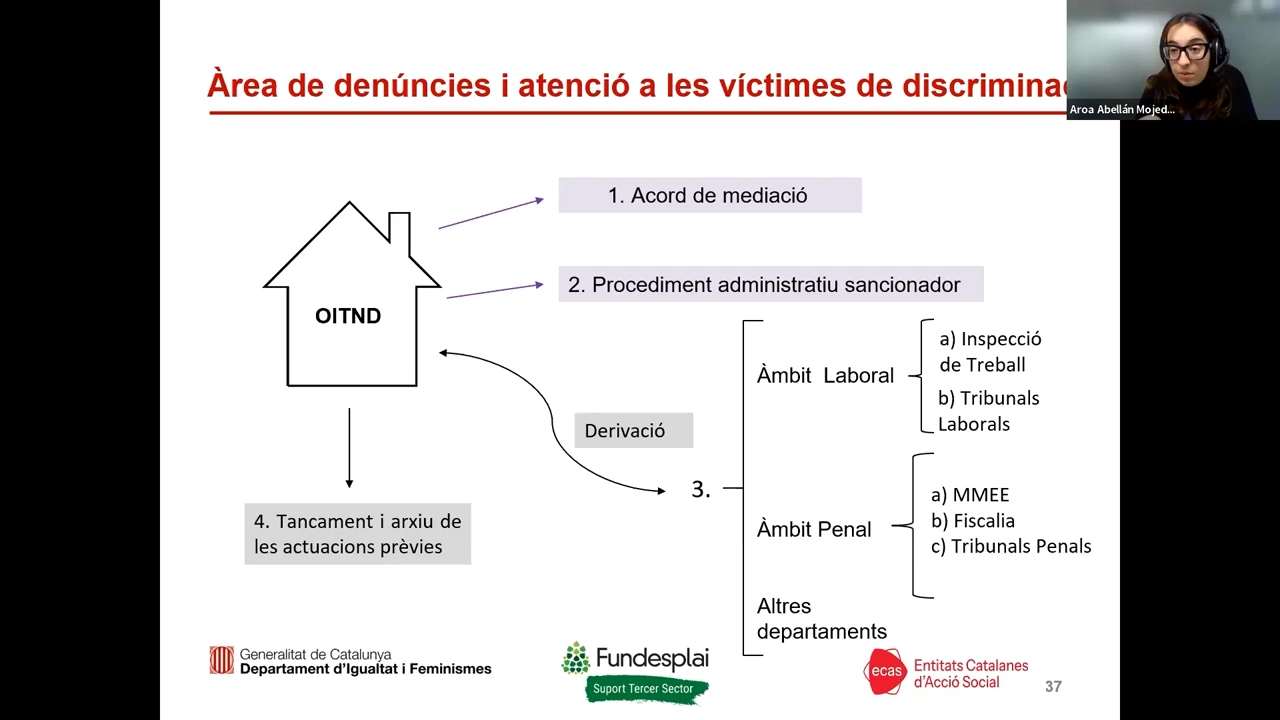 Àrea de denúncies i atenció a les víctimes de
Aroa Abellán Mojed...
1. Acord de mediació
2. Procediment administratiu sancionador
OITND
Derivació
3.
Àmbit Laboral
a) Inspecció
de Treball
b) Tribunals
Laborals
Àmbit Penal
a) MMEE
b) Fiscalia
c) Tribunals Penals
Altres
departaments
4. Tancament i arxiu de
les actuacions prèvies
Generalitat de Catalunya
Departament d'Igualtat i Feminismes
Fundesplai
Suport Tercer Sector
ecas
Entitats Catalanes
d'Acció Social
37